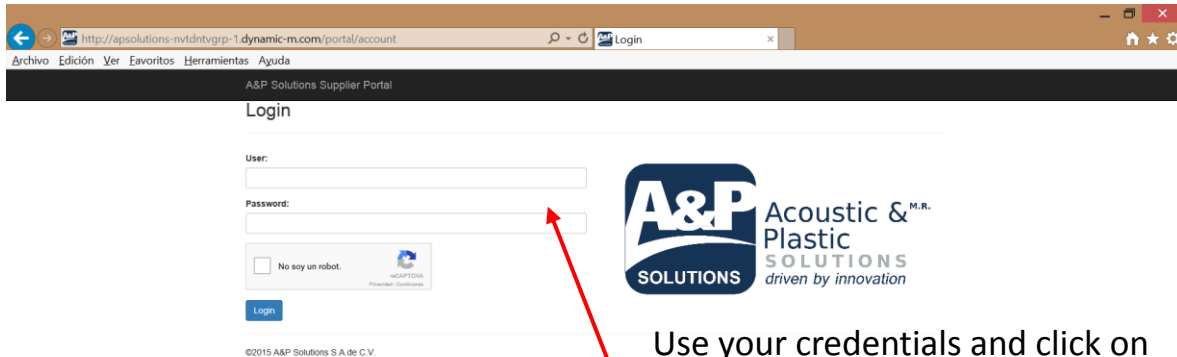 http://apsolutions-nvtdntvgrp-1.dynamic-m.com/portal/account
Login
Archivo Edición Ver Favoritos Herramientas Ayuda
A&P Solutions Supplier Portal
Login
User:
Password:
No soy un robot.
reCAPTCHA
Privacidad - Condiciones
Login
©2015 A&P Solutions S.A.de C.V.
A&P
SOLUTIONS
Acoustic & M.R.
Plastic
SOLUTIONS
driven by innovation
Use your credentials and click on